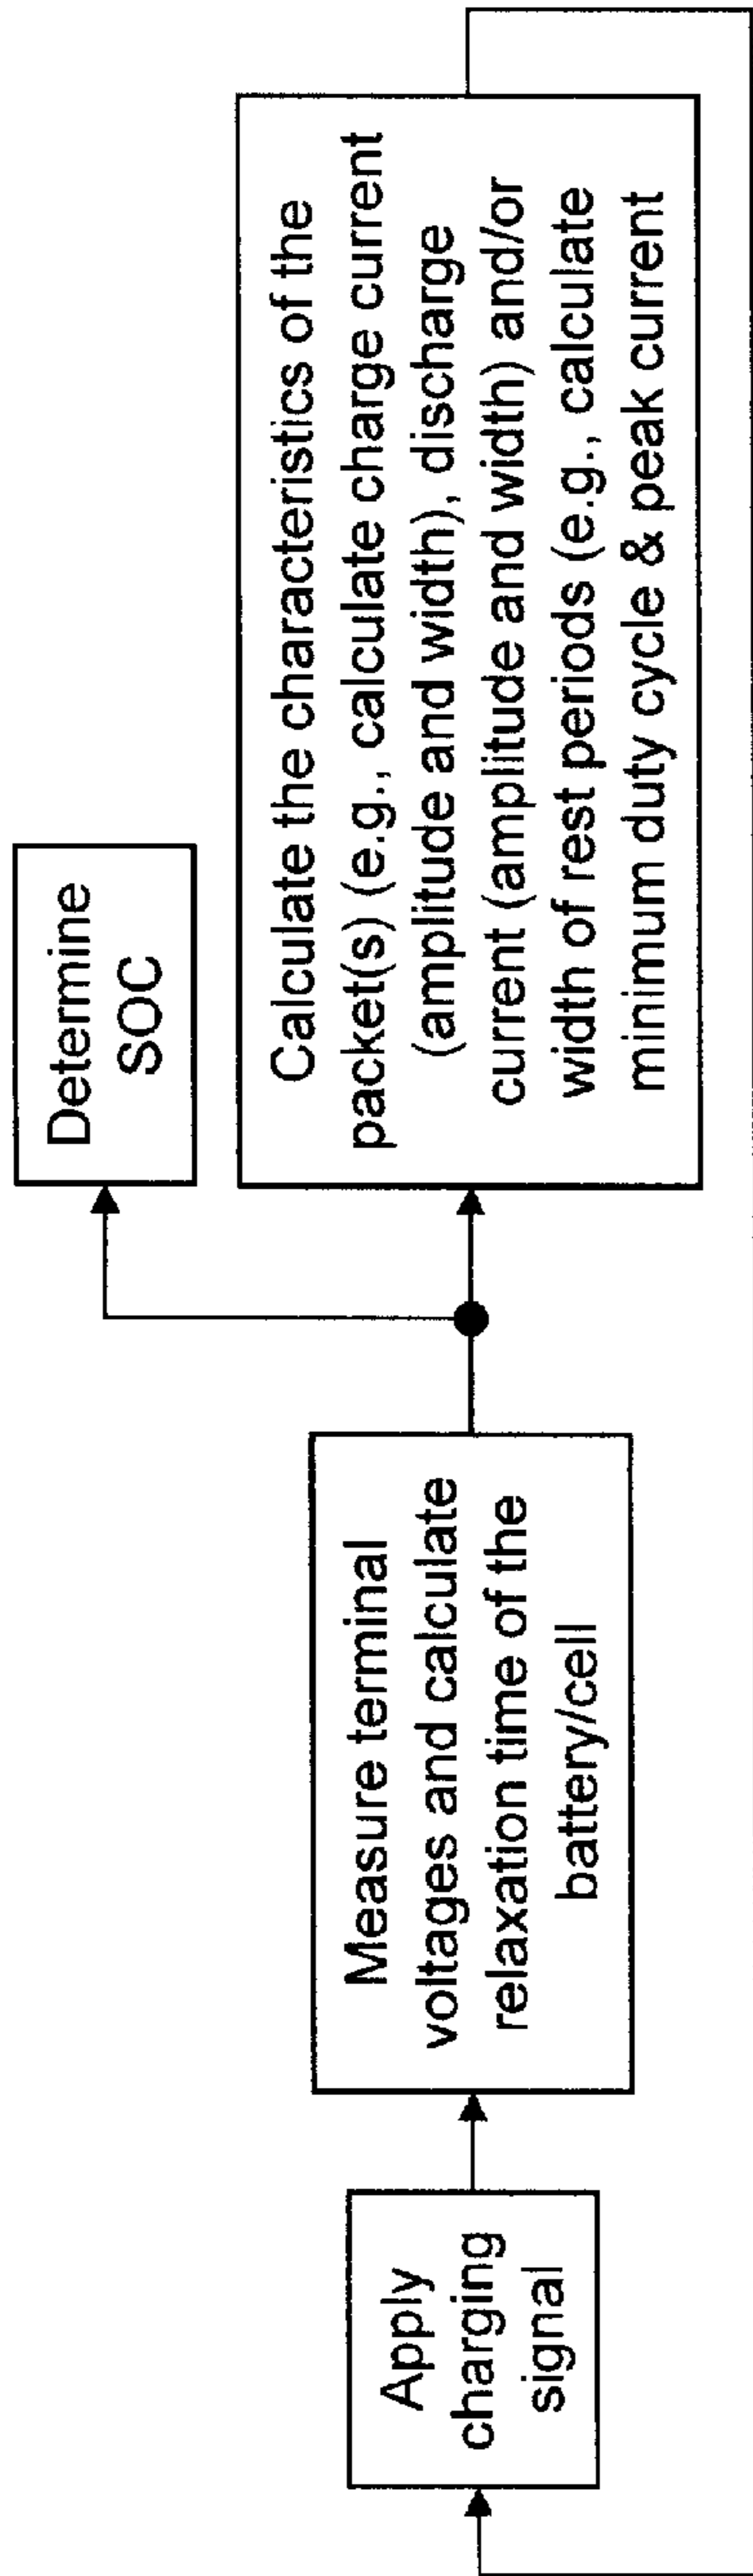 Apply
charging
signal
Measure terminal
voltages and calculate
relaxation time of the
battery/cell
Determine
SOC
Calculate the characteristics of the
packet(s) (e.g., calculate charge current
(amplitude and width), discharge
current (amplitude and width) and/or
width of rest periods (e.g., calculate
minimum duty cycle & peak current